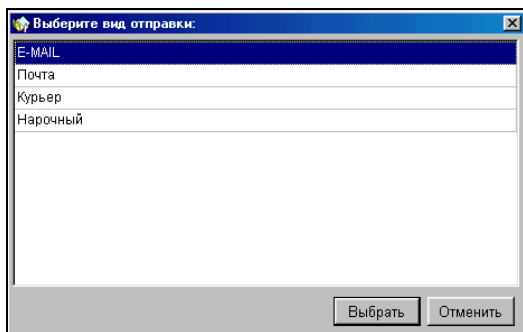 Выберите вид отправки:
E-MAIL
Почта
Курьер
Нарочный
Выбрать Отменить